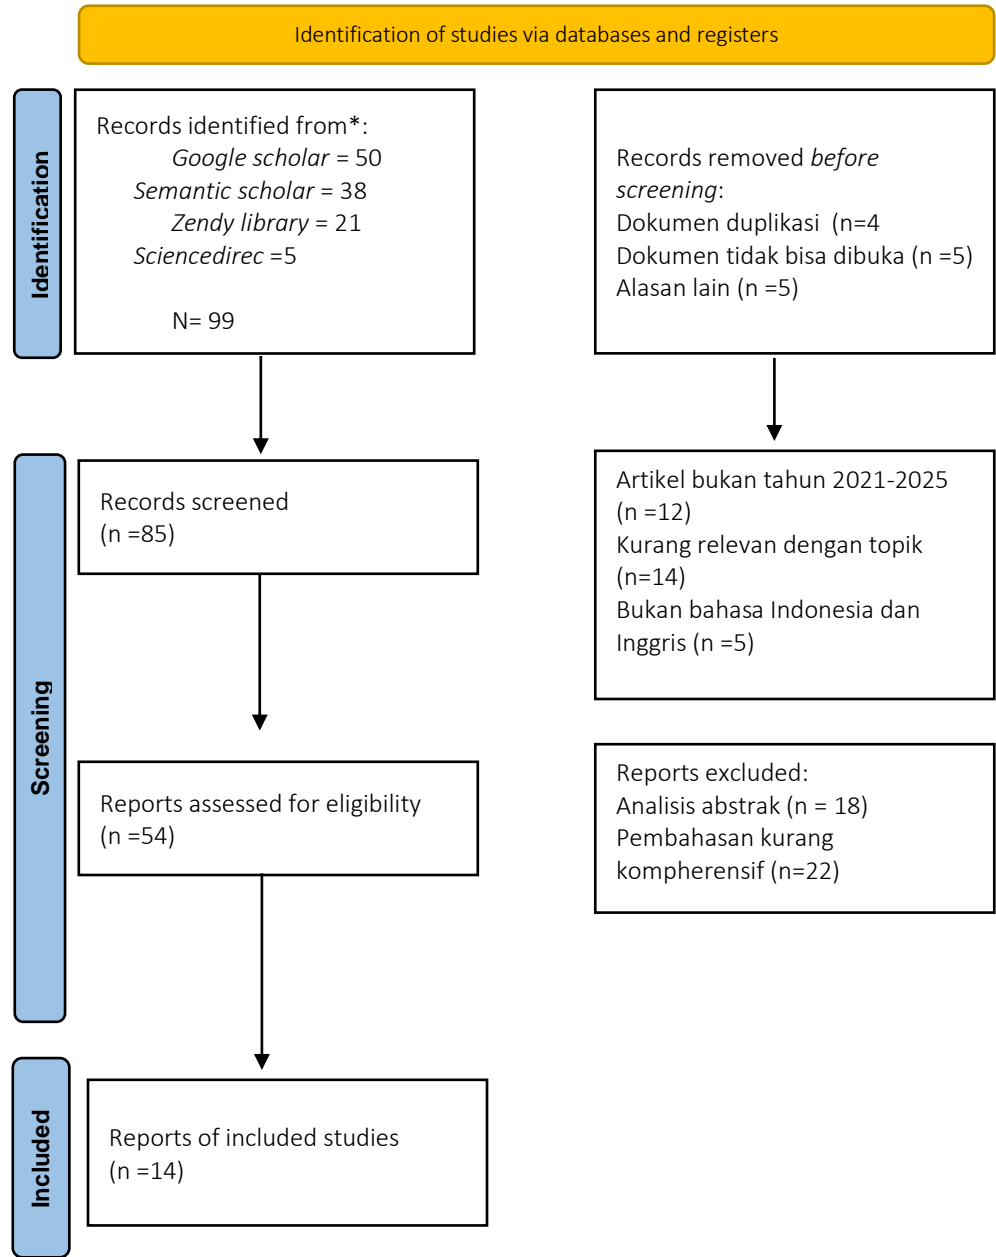 Identification of studies via databases and registers
Identification
Records identified from*:
Google scholar = 50
Semantic scholar = 38
Zendy library = 21
Sciencedirec =5
N= 99
Records removed before
screening:
Dokumen duplikasi (n=4
Dokumen tidak bisa dibuka (n =5)
Alasan lain (n =5)
Screening
Records screened
(n =85)
Artikel bukan tahun 2021-2025
(n =12)
Kurang relevan dengan topik
(n=14)
Bukan bahasa Indonesia dan
Inggris (n =5)
Reports assessed for eligibility
(n =54)
Reports excluded:
Analisis abstrak (n = 18)
Pembahasan kurang
kompherensif (n=22)
Included
Reports of included studies
(n =14)